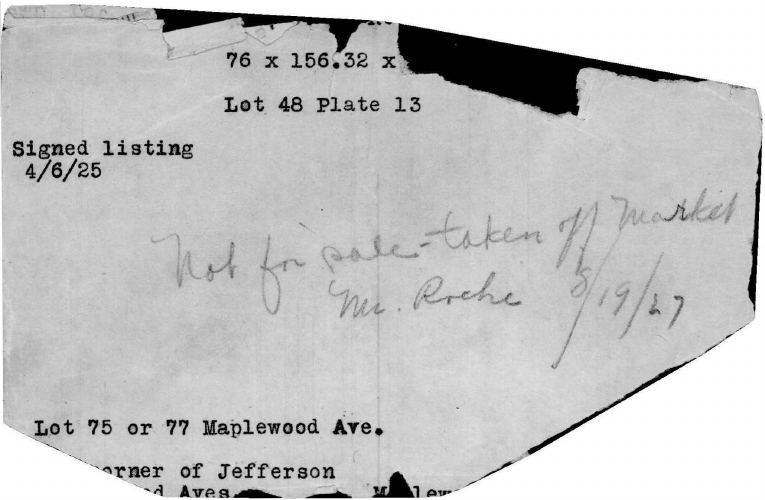 76 x 156.32 x
Lot 48 Plate 13
Signed listing
4/6/25
Not for sale - taken off Market
Mr. Roche 8/19/27
Lot 75 or 77 Maplewood Ave.
orner of Jefferson
d Aves